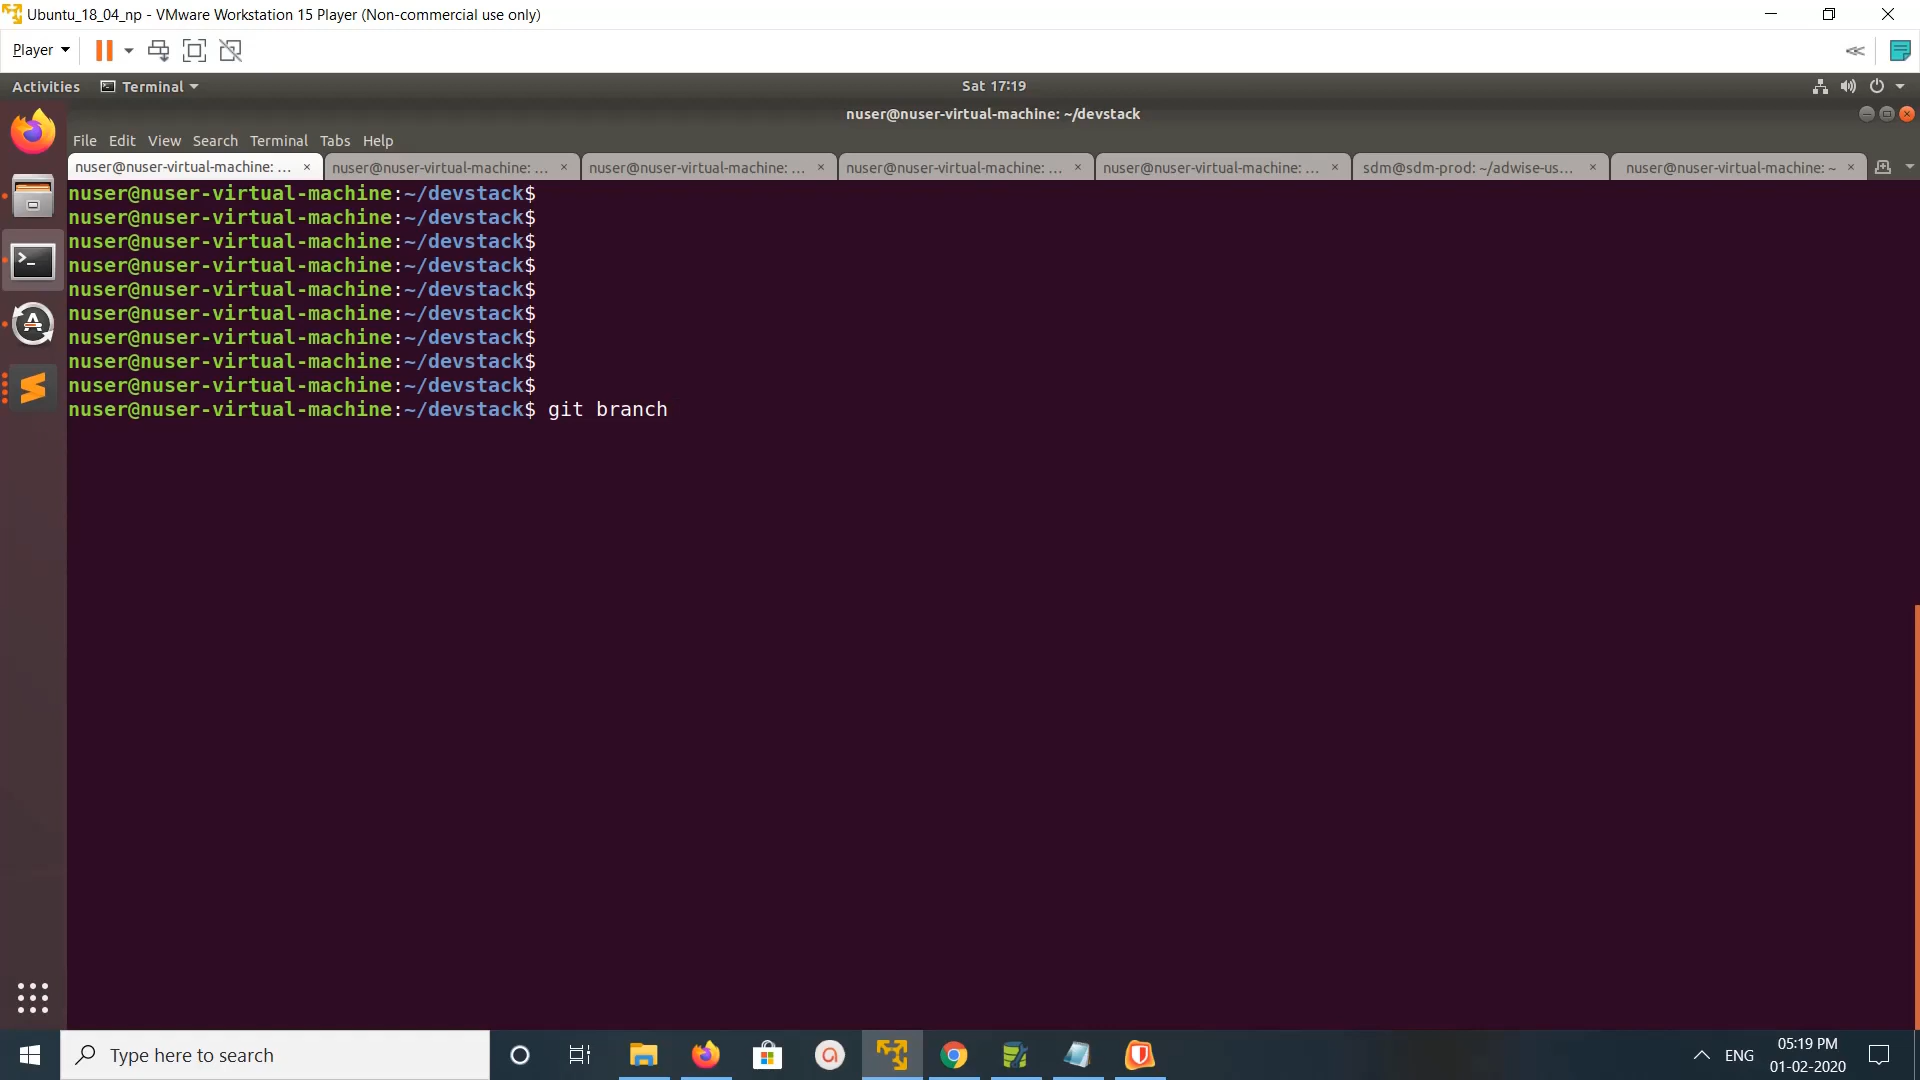 Ubuntu_18_04_np - VMware Workstation 15 Player (Non-commercial use only)
Player
Activities Terminal Sat 17:19
nuser@nuser-virtual-machine: ~/devstack
File Edit View Search Terminal Tabs Help
nuser@nuser-virtual-machine: ... × nuser@nuser-virtual-machine: ... × nuser@nuser-virtual-machine: ... × nuser@nuser-virtual-machine: ... × nuser@nuser-virtual-machine: ... × sdm@sdm-prod: ~/adwise-us... × nuser@nuser-virtual-machine: ~ ×
nuser@nuser-virtual-machine:~/devstack$
nuser@nuser-virtual-machine:~/devstack$
nuser@nuser-virtual-machine:~/devstack$
nuser@nuser-virtual-machine:~/devstack$
nuser@nuser-virtual-machine:~/devstack$
nuser@nuser-virtual-machine:~/devstack$
nuser@nuser-virtual-machine:~/devstack$
nuser@nuser-virtual-machine:~/devstack$
nuser@nuser-virtual-machine:~/devstack$
nuser@nuser-virtual-machine:~/devstack$ git branch
Type here to search
ENG
05:19 PM
01-02-2020